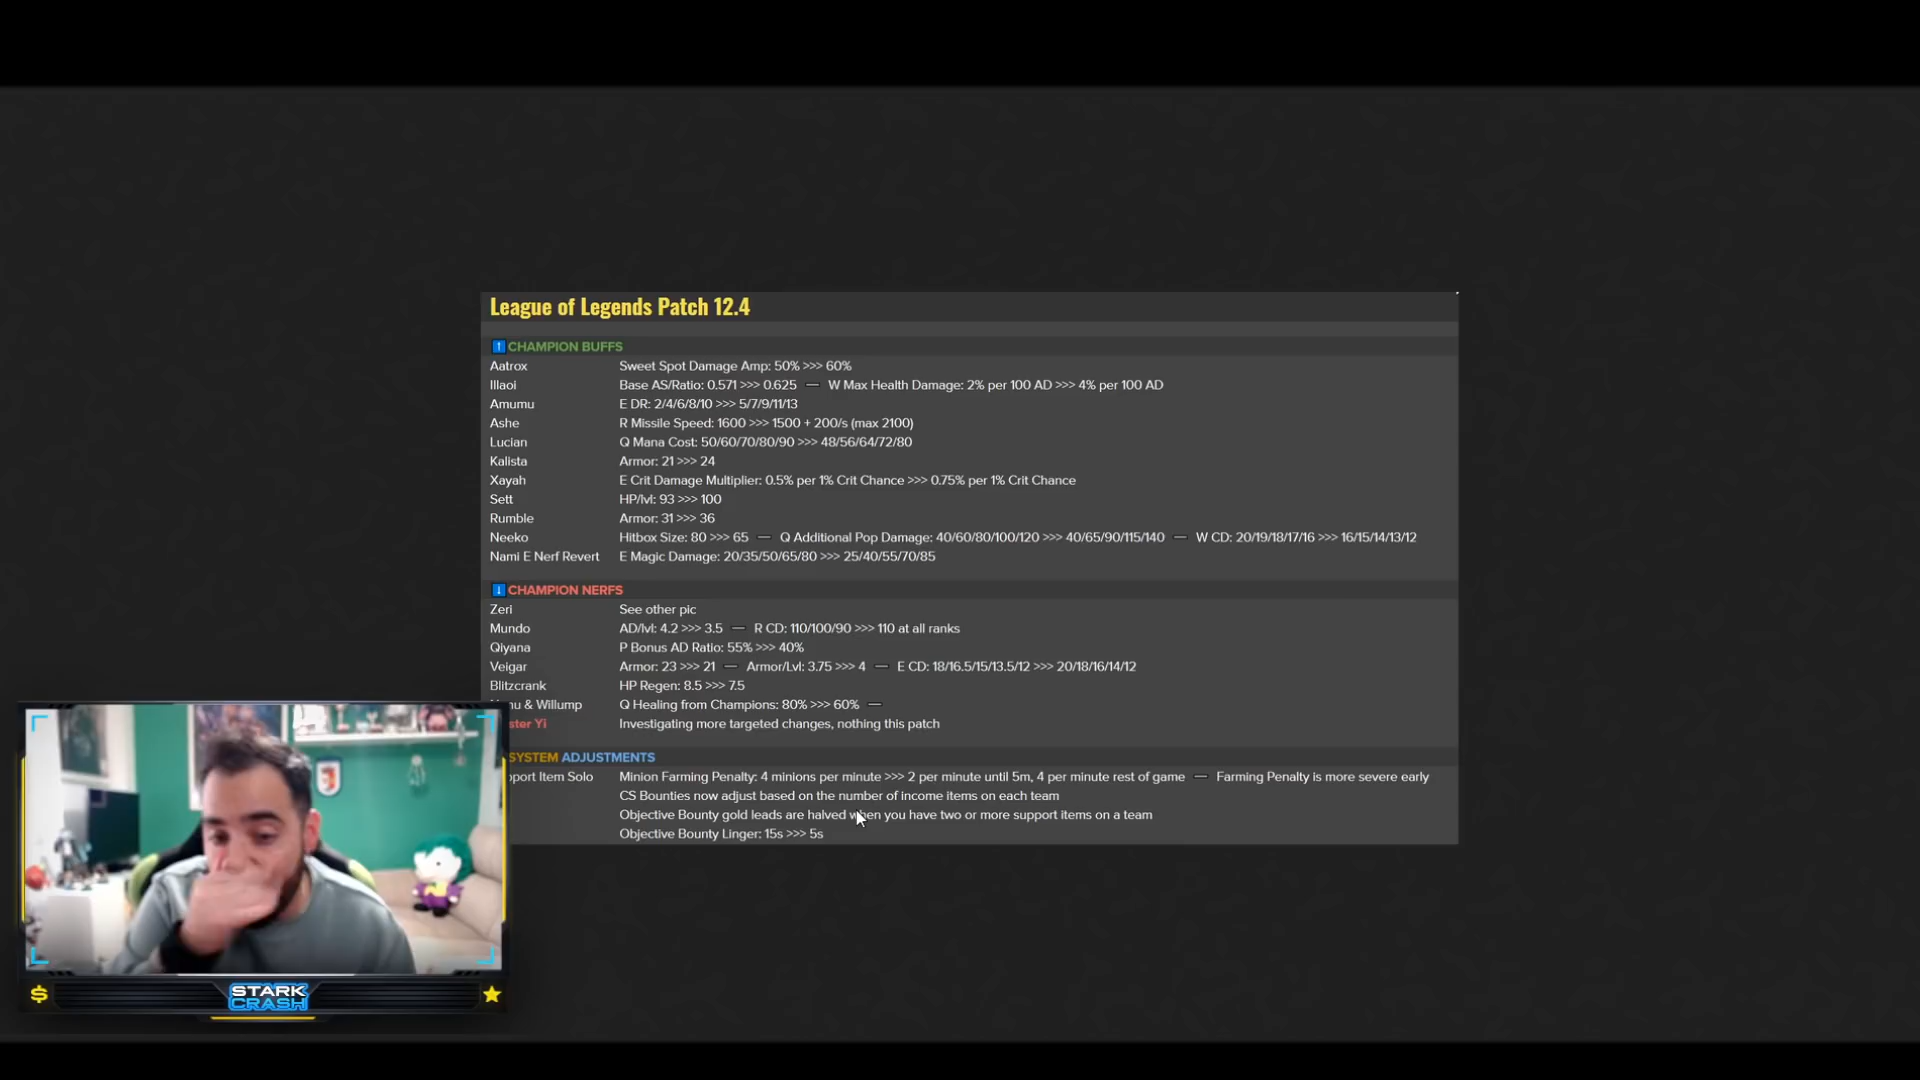 League of Legends Patch 12.4
CHAMPION BUFFS
Aatrox Sweet Spot Damage Amp: 50% >>> 60%
Illaoi Base AS/Ratio: 0.571 >>> 0.625 — W Max Health Damage: 2% per 100 AD >>> 4% per 100 AD
Amumu E DR: 2/4/6/8/10 >>> 5/7/9/11/13
Ashe R Missile Speed: 1600 >>> 1500 + 200/s (max 2100)
Lucian Q Mana Cost: 50/60/70/80/90 >>> 48/56/64/72/80
Kalista Armor: 21 >>> 24
Xayah E Crit Damage Multiplier: 0.5% per 1% Crit Chance >>> 0.75% per 1% Crit Chance
Sett HP/lvl: 93 >>> 100
Rumble Armor: 31 >>> 36
Neeko Hitbox Size: 80 >>> 65 — Q Additional Pop Damage: 40/60/80/100/120 >>> 40/65/90/115/140 — W CD: 20/19/18/17/16 >>> 16/15/14/13/12
Nami E Nerf Revert E Magic Damage: 20/35/50/65/80 >>> 25/40/55/70/85
CHAMPION NERFS
Zeri See other pic
Mundo AD/lvl: 4.2 >>> 3.5 — R CD: 110/100/90 >>> 110 at all ranks
Qiyana P Bonus AD Ratio: 55% >>> 40%
Veigar Armor: 23 >>> 21 — Armor/Lvl: 3.75 >>> 4 — E CD: 18/16.5/15/13.5/12 >>> 20/18/16/14/12
Blitzcrank HP Regen: 8.5 >>> 7.5
& Willump Q Healing from Champions: 80% >>> 60% —
ster Yi Investigating more targeted changes, nothing this patch
SYSTEM ADJUSTMENTS
pport Item Solo Minion Farming Penalty: 4 minions per minute >>> 2 per minute until 5m, 4 per minute rest of game — Farming Penalty is more severe early
CS Bounties now adjust based on the number of income items on each team
Objective Bounty gold leads are halved when you have two or more support items on a team
Objective Bounty Linger: 15s >>> 5s
$ STARK
CRASH